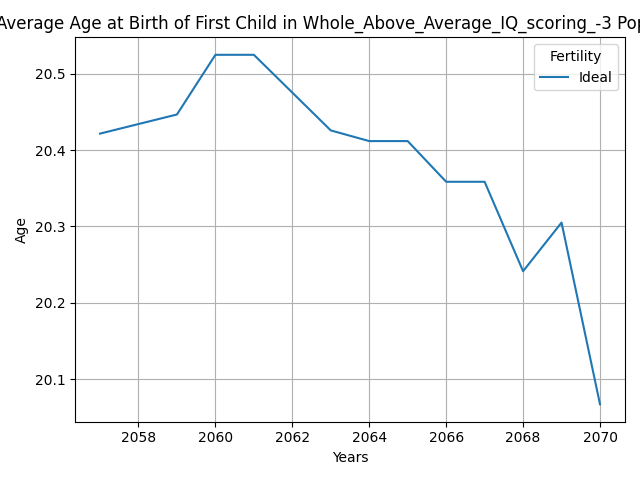 Average Age at Birth of First Child in Whole_Above_Average_IQ_scoring_-3
Fertility
Ideal
20.5
20.4
20.3
20.2
20.1
Age
2058 2060 2062 2064 2066 2068 2070
Years